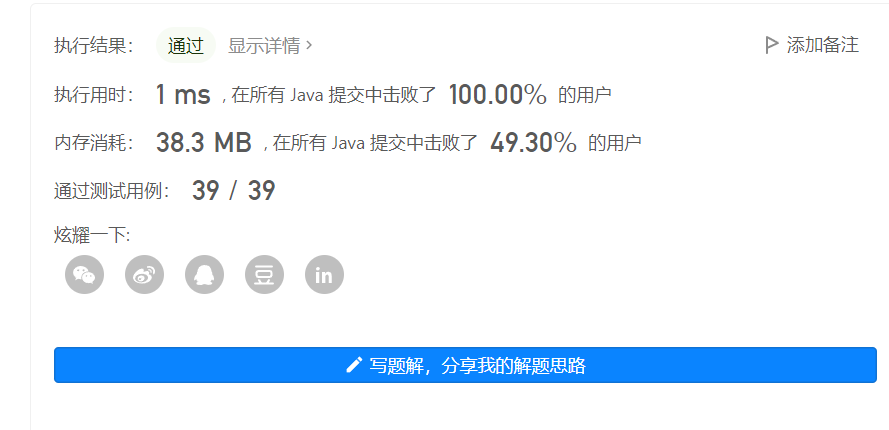 执行结果： 通过 显示详情 > 添加备注
执行用时： 1 ms , 在所有 Java 提交中击败了 100.00% 的用户
内存消耗： 38.3 MB , 在所有 Java 提交中击败了 49.30% 的用户
通过测试用例： 39 / 39
炫耀一下:
豆 in
写题解，分享我的解题思路